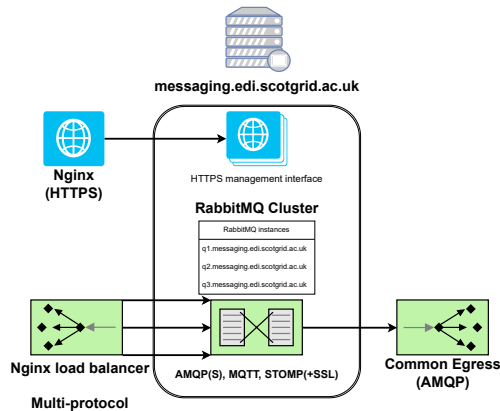 messaging.edi.scotgrid.ac.uk
Nginx
(HTTPS)
HTTPS management interface
RabbitMQ Cluster
RabbitMQ instances
q1.messaging.edi.scotgrid.ac.uk
q2.messaging.edi.scotgrid.ac.uk
q3.messaging.edi.scotgrid.ac.uk
Nginx load balancer
AMQP(S), MQTT, STOMP(+SSL)
Common Egress
(AMQP)
Multi-protocol